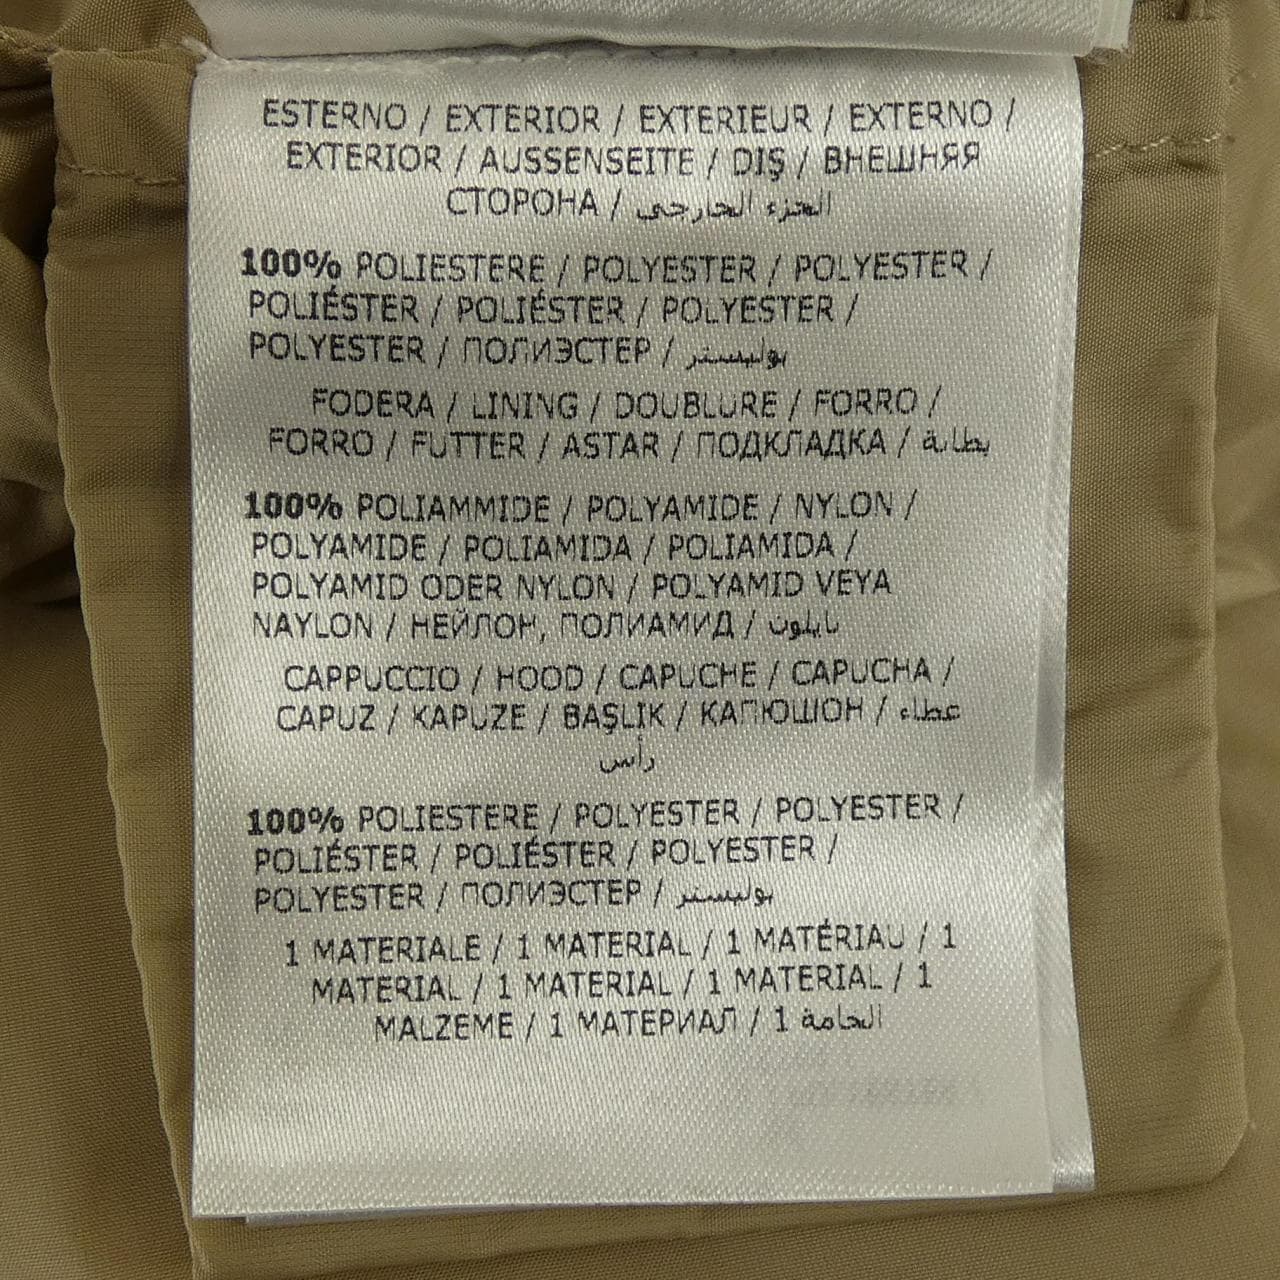 ESTERNO / EXTERIOR / EXTERIEUR / EXTERNO /
EXTERIOR / AUSSENSEITE / DIŞ / ВНЕШНЯЯ
СТОРОНА / الجزء الخارجي
100% POLIESTERE / POLYESTER / POLYESTER /
POLIÉSTER / POLIÉSTER / POLYESTER /
POLYESTER / ПОЛИЭСТЕР / بوليستر
FODERA / LINING / DOUBLURE / FORRO /
FORRO / FUTTER / ASTAR / ПОДКЛАДКА / بطانة
100% POLIAMMIDE / POLYAMIDE / NYLON /
POLYAMIDE / POLIAMIDA / POLIAMIDA /
POLYAMID ODER NYLON / POLYAMID VEYA
NAYLON / НЕЙЛОН, ПОЛИАМИД / نايلون
CAPPUCCIO / HOOD / CAPUCHE / CAPUCHA /
CAPUZ / KAPUZE / BAŞLIK / КАПЮШОН / غطاء
رأس
100% POLIESTERE / POLYESTER / POLYESTER /
POLIÉSTER / POLIÉSTER / POLYESTER /
POLYESTER / ПОЛИЭСТЕР / بوليستر
1 MATERIALE / 1 MATERIAL / 1 MATÉRIAU / 1
MATERIAL / 1 MATERIAL / 1 MATERIAL / 1
MALZEME / 1 МАТЕРИАЛ / 1 الخامة